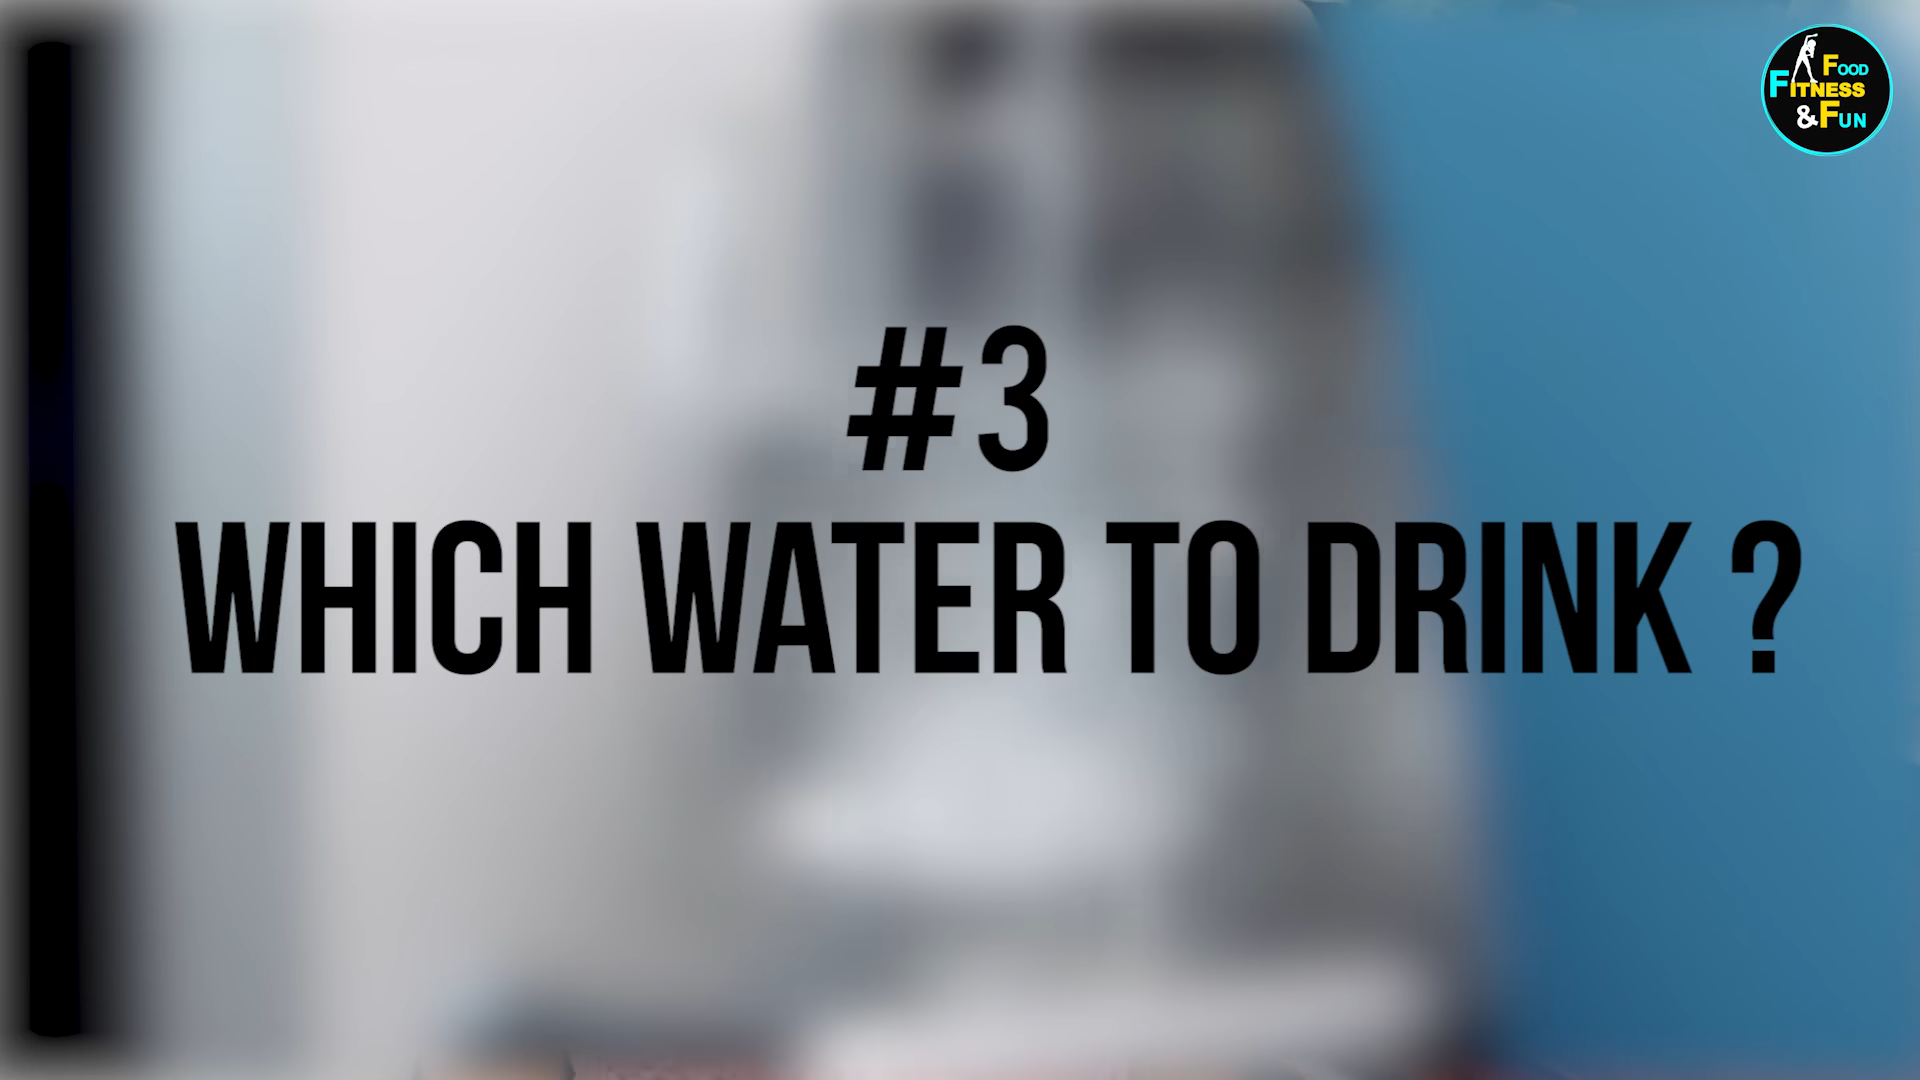 #3
WHICH WATER TO DRINK ?
FOOD
FITNESS
&FUN